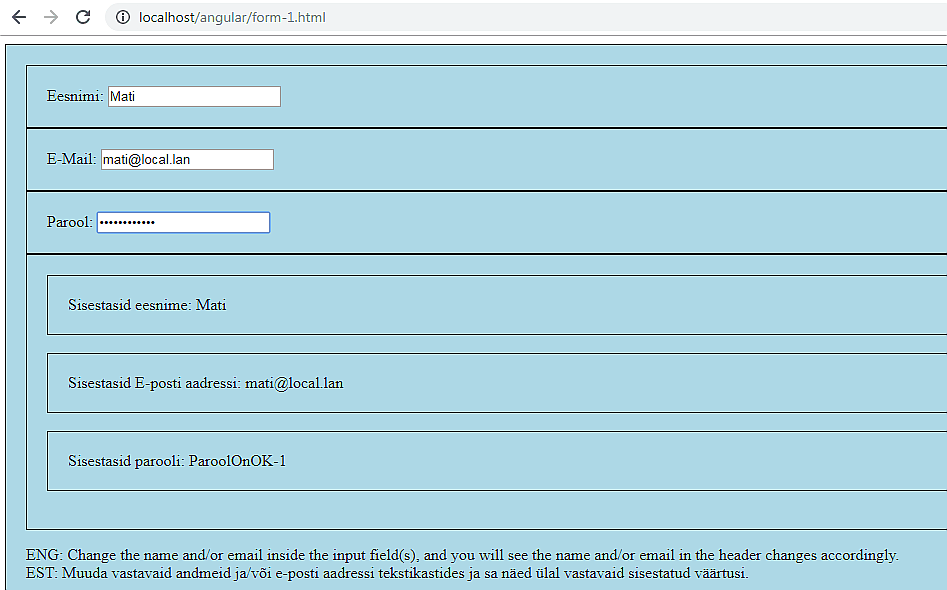 localhost/angular/form-1.html
Eesnimi: Mati
E-Mail: mati@local.lan
Parool: ••••••••••••
Sisestasid eesnime: Mati
Sisestasid E-posti aadressi: mati@local.lan
Sisestasid parooli: ParoolOnOK-1
ENG: Change the name and/or email inside the input field(s), and you will see the name and/or email in the header changes accordingly.
EST: Muuda vastavaid andmeid ja/või e-posti aadressi tekstikastides ja sa näed ülal vastavaid sisestatud väärtusi.